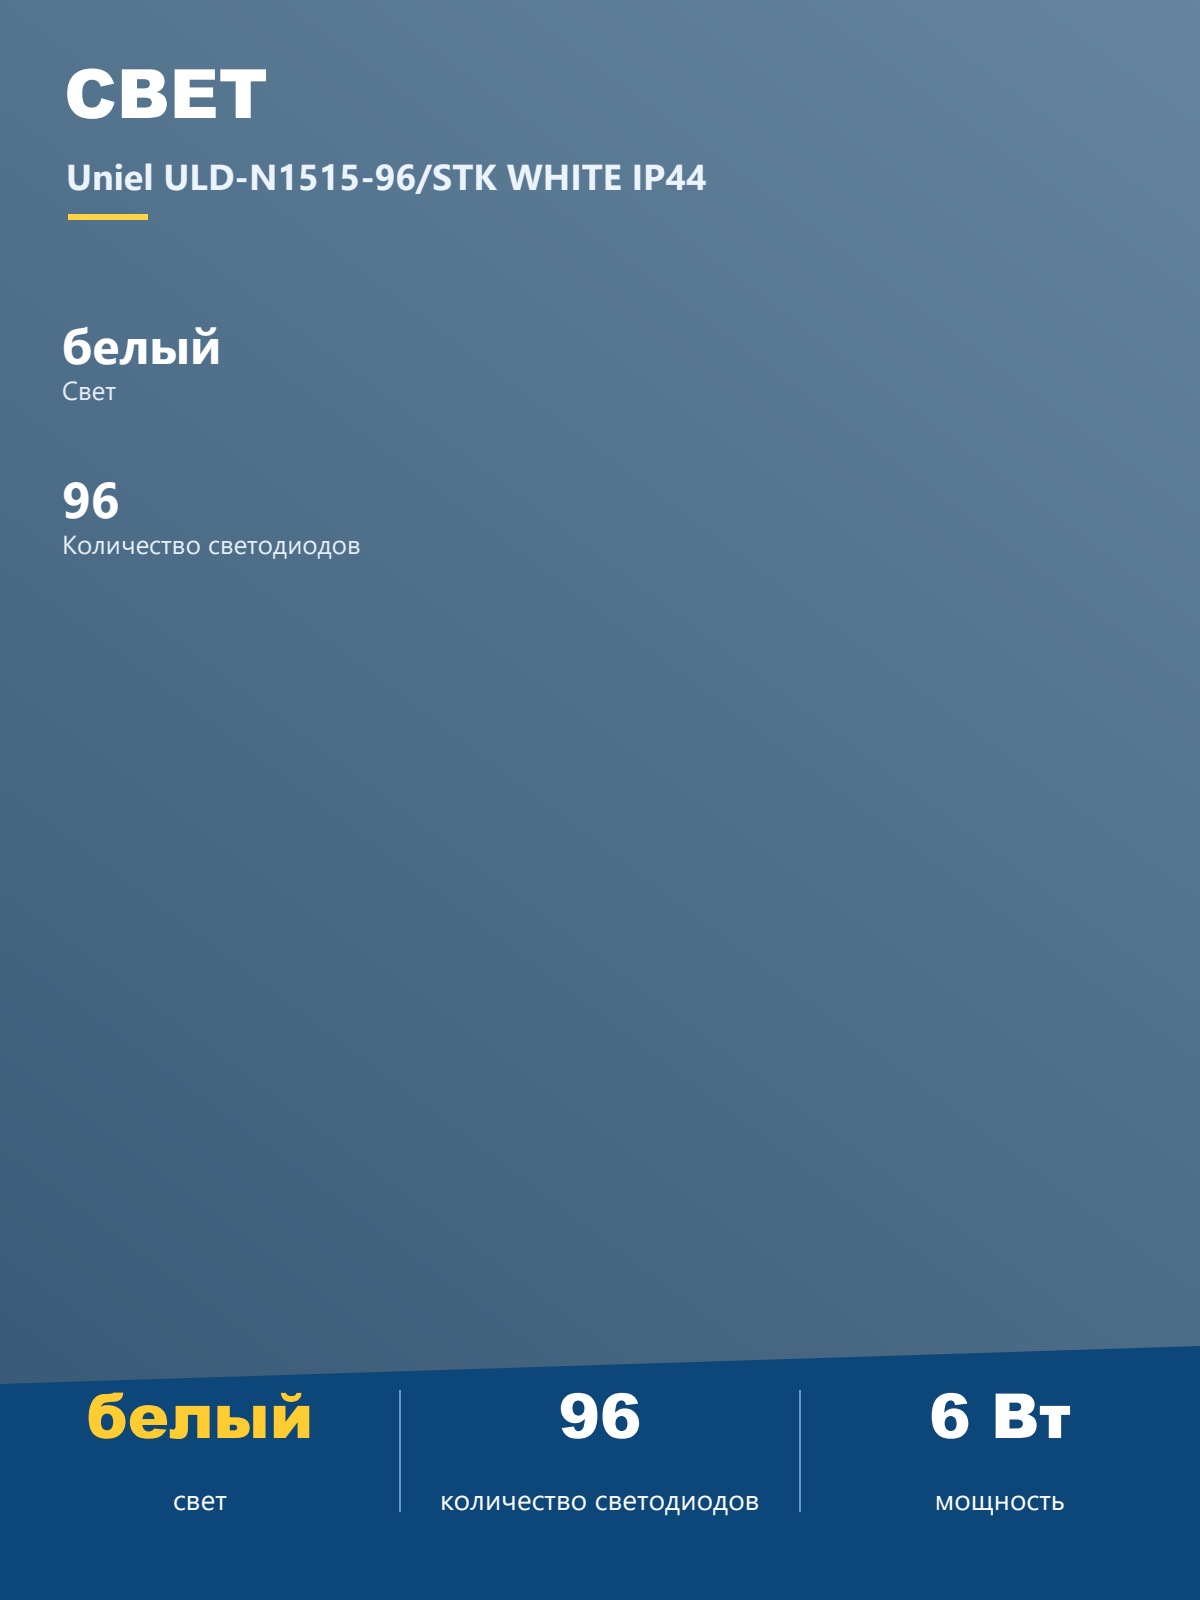 СВЕТ
Uniel ULD-N1515-96/STK WHITE IP44
белый
Свет
96
Количество светодиодов
белый
свет
96
количество светодиодов
6 Вт
мощность